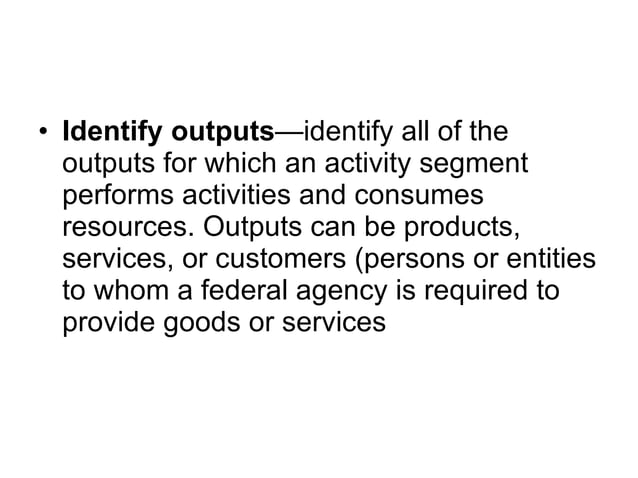 • Identify outputs—identify all of the
outputs for which an activity segment
performs activities and consumes
resources. Outputs can be products,
services, or customers (persons or entities
to whom a federal agency is required to
provide goods or services